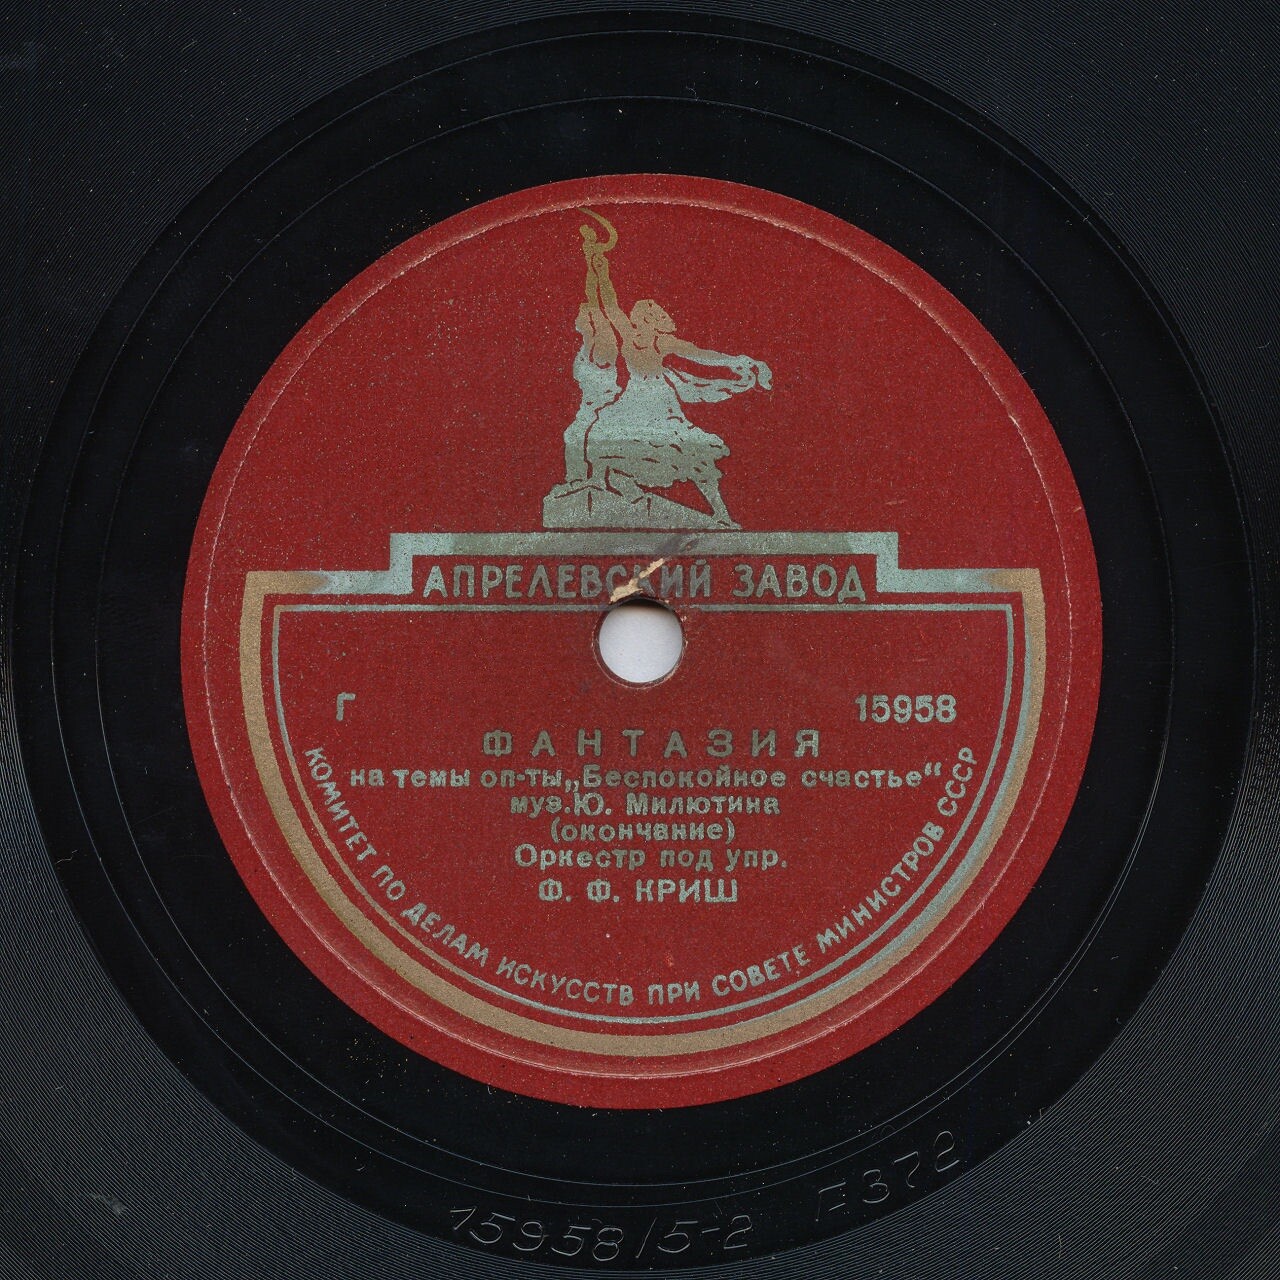 АПРЕЛЕВСКИЙ ЗАВОД
Г 15958
ФАНТАЗИЯ
на темы оп-ты „Беспокойное счастье“
муз. Ю. Милютина
(окончание)
Оркестр под упр.
Ф. Ф. КРИШ
КОМИТЕТ ПО ДЕЛАМ ИСКУССТВ ПРИ СОВЕТЕ МИНИСТРОВ СССР
15958/5-2 Г372